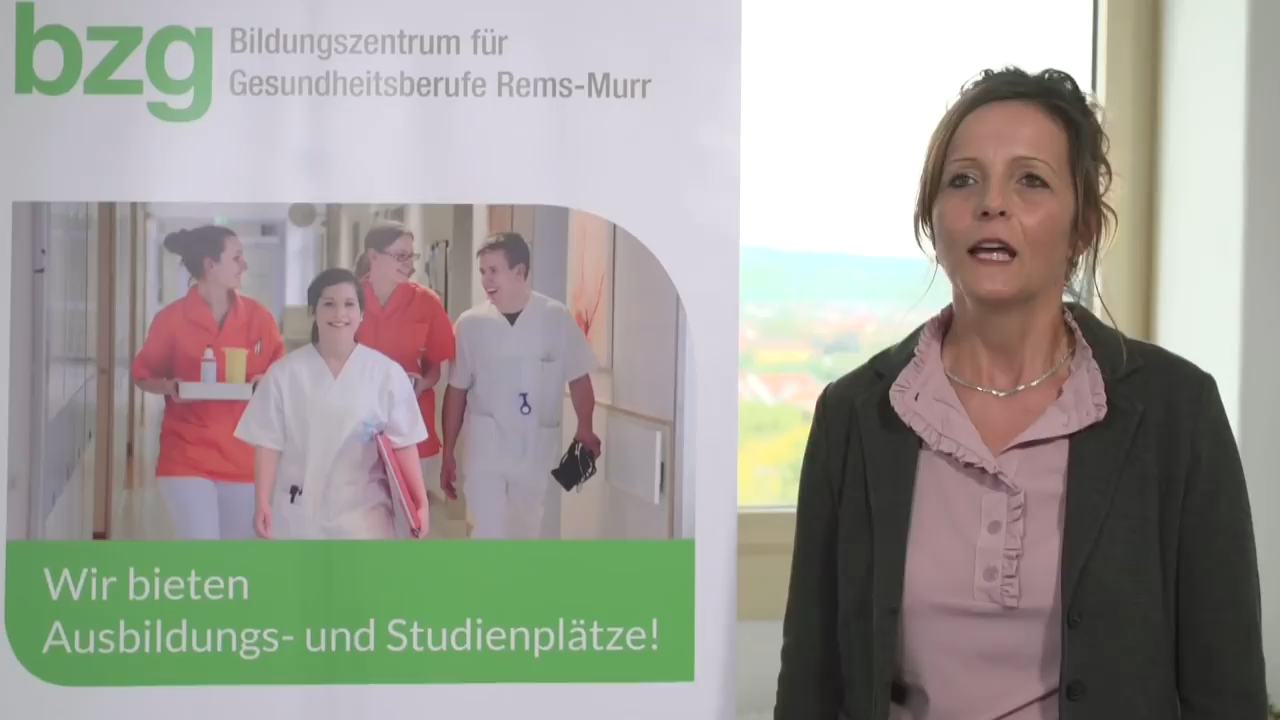 bzg
Bildungszentrum für
Gesundheitsberufe Rems-Murr
Wir bieten
Ausbildungs- und Studienplätze!